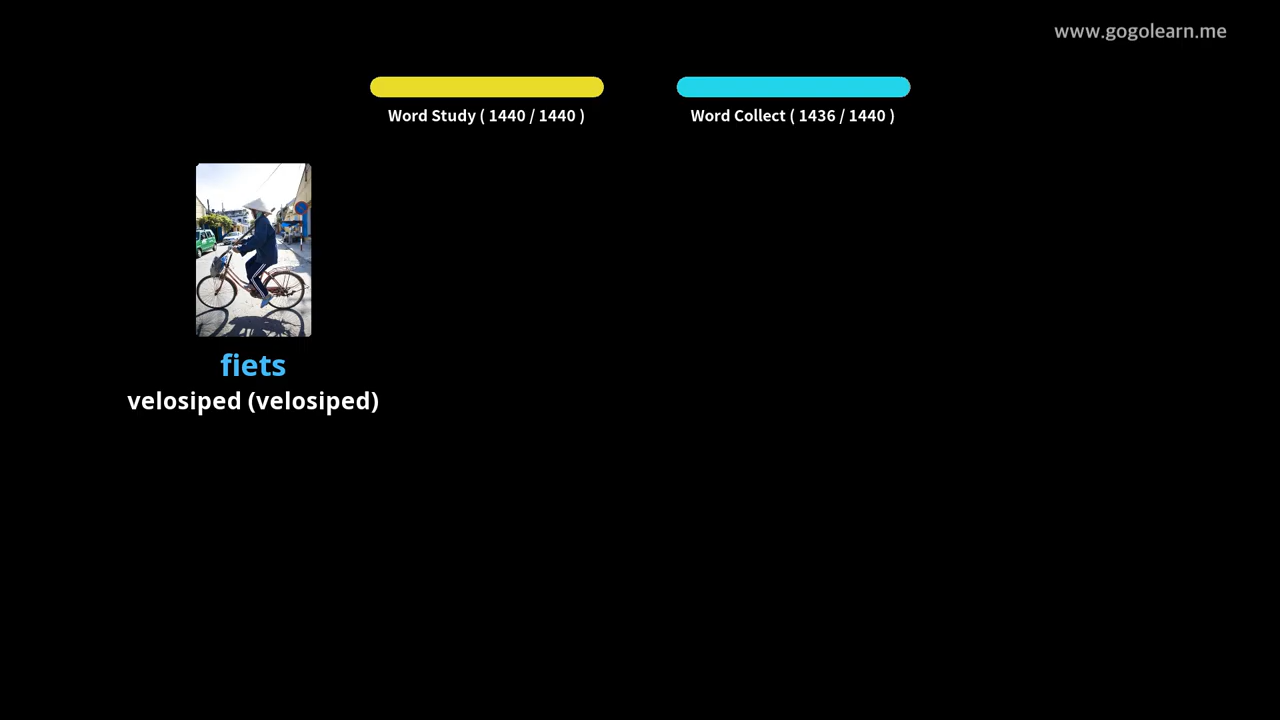 www.gogolearn.me
Word Study ( 1440 / 1440 )
Word Collect ( 1436 / 1440 )
fiets
velosiped (velosiped)